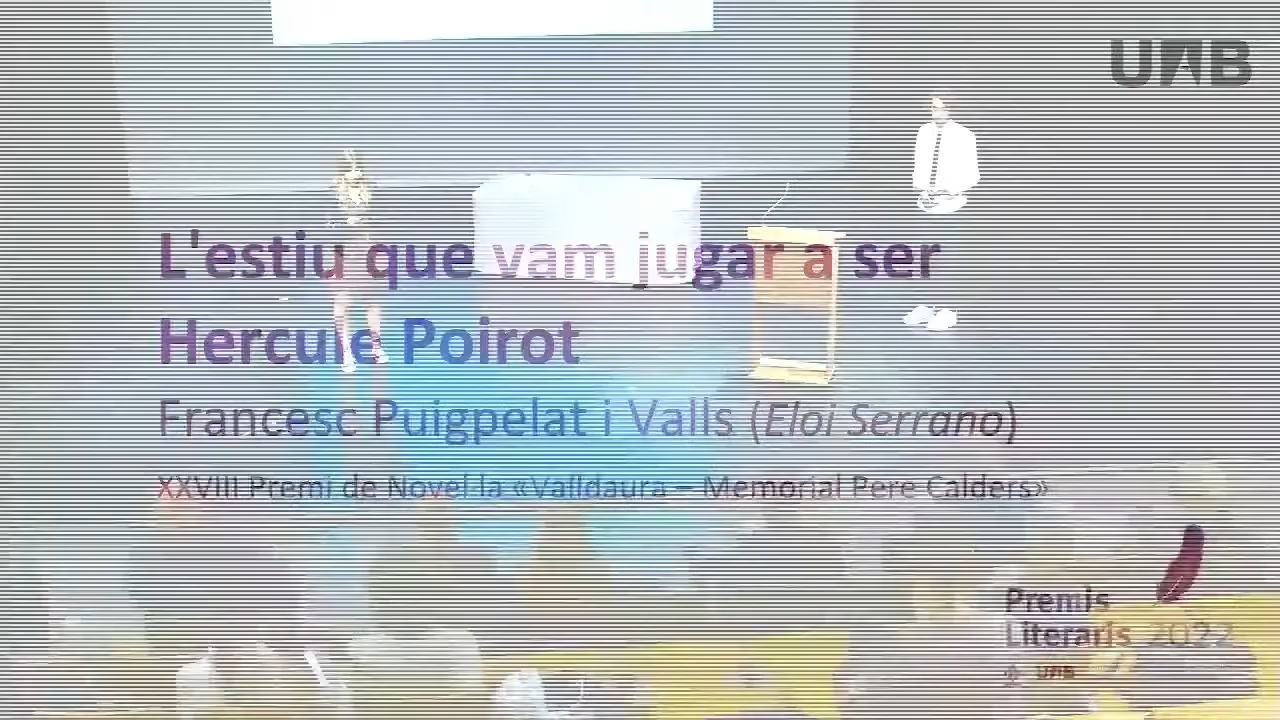 UAB
L'estiu que vam jugar a ser
Hercule Poirot
Francesc Puigpelat i Valls (Eloi Serrano)
XXVIII Premi de Novel·la «Valldaura – Memorial Pere Calders»
Premis
Literaris 2022
UAB